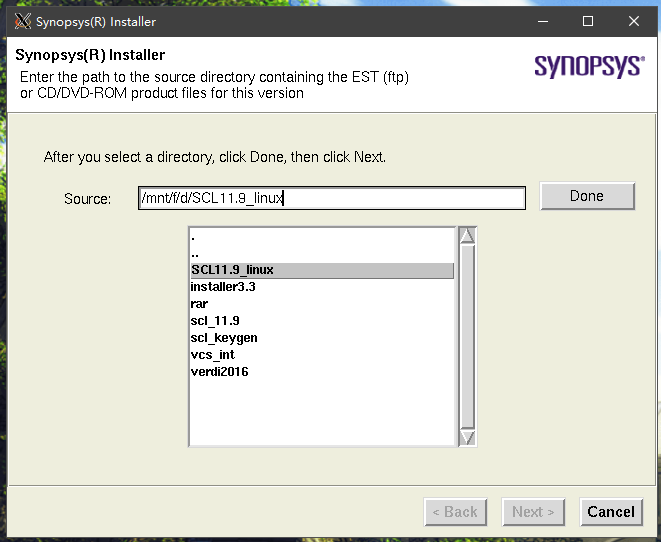 Synopsys(R) Installer
Synopsys(R) Installer
Enter the path to the source directory containing the EST (ftp)
or CD/DVD-ROM product files for this version
SYNOPSYS®
After you select a directory, click Done, then click Next.
Source: /mnt/f/d/SCL11.9_linux Done
.
..
SCL11.9_linux
installer3.3
rar
scl_11.9
scl_keygen
vcs_int
verdi2016
< Back Next > Cancel